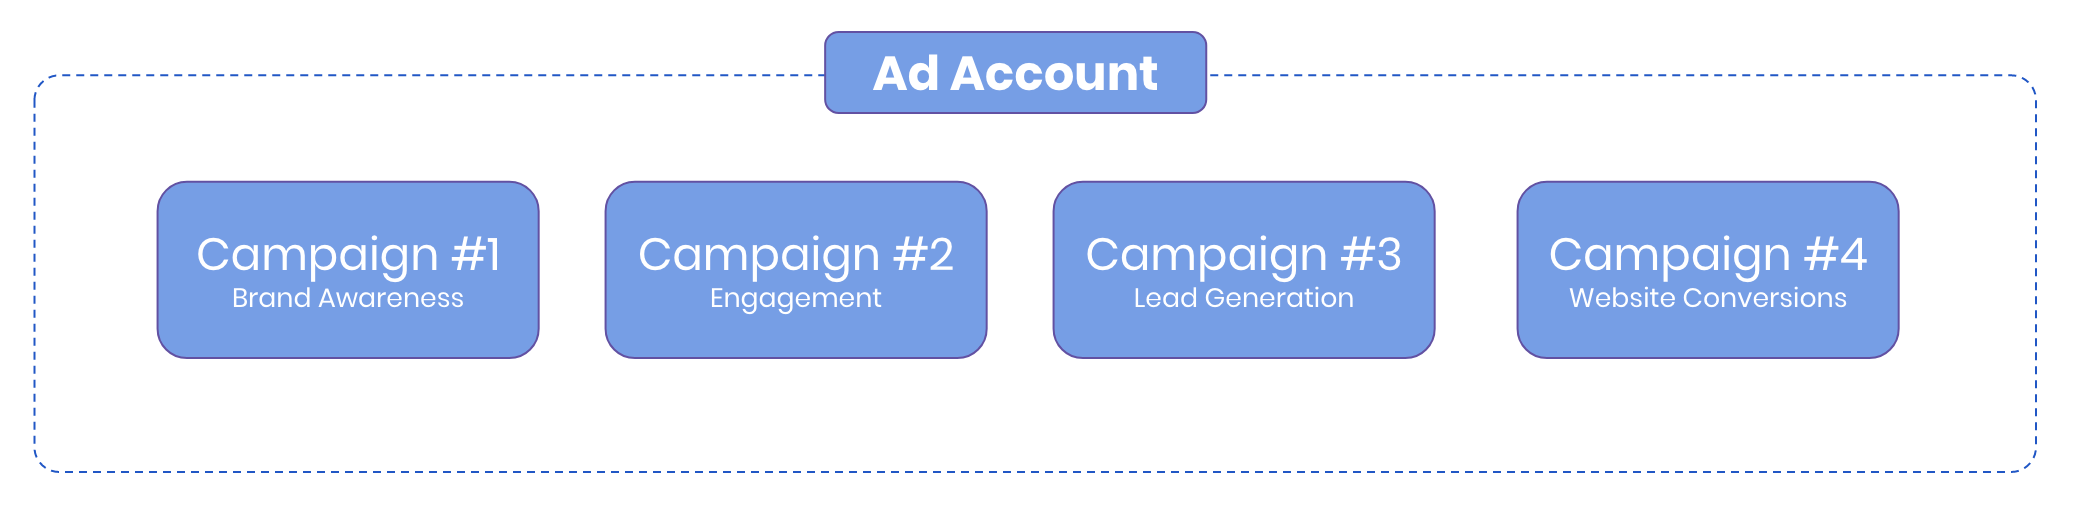 Ad Account
Campaign #1
Brand Awareness
Campaign #2
Engagement
Campaign #3
Lead Generation
Campaign #4
Website Conversions